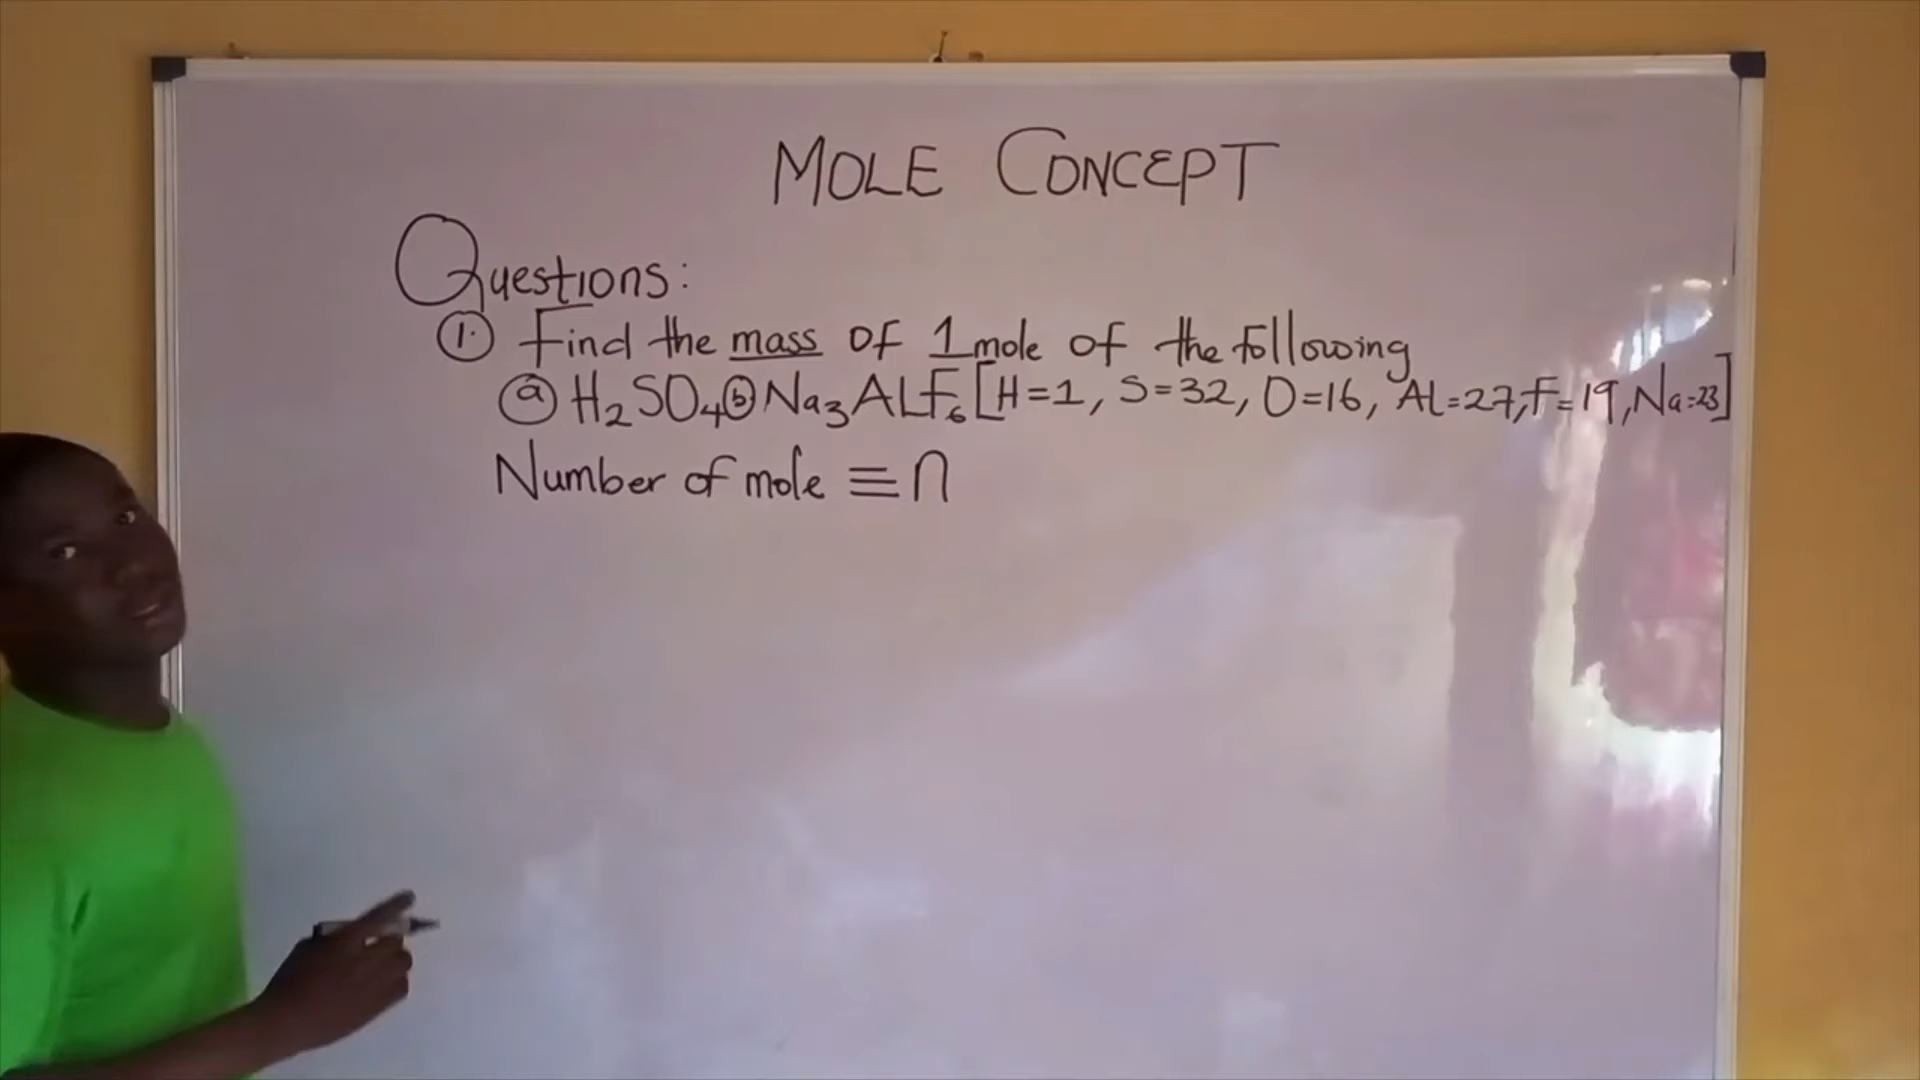 MOLE CONCEPT
Questions:
1. Find the mass of 1 mole of the following
a H₂SO₄ b Na₃ALF₆ [H=1, S=32, O=16, Al=27, F=19, Na=23]
Number of mole ≡ n